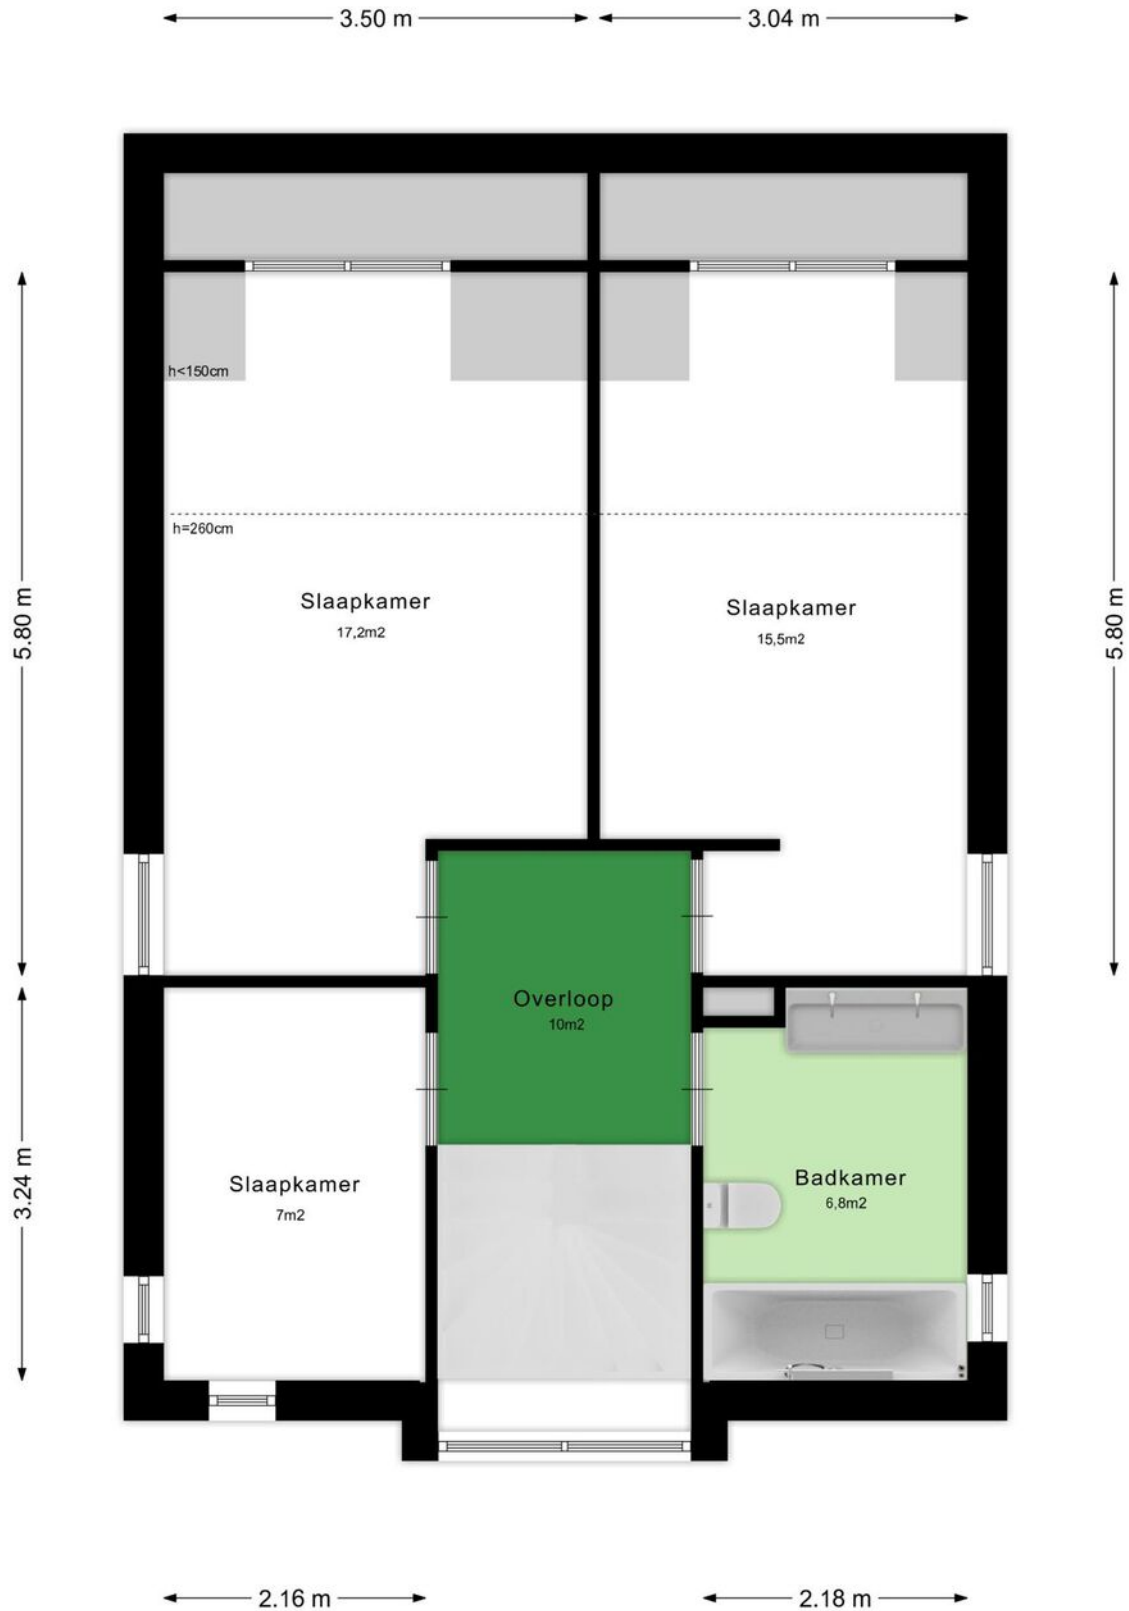 3.50 m
3.04 m
h<150cm
h=260cm
5.80 m
5.80 m
Slaapkamer
17,2m2
Slaapkamer
15,5m2
Overloop
10m2
3.24 m
Slaapkamer
7m2
Badkamer
6,8m2
2.16 m
2.18 m